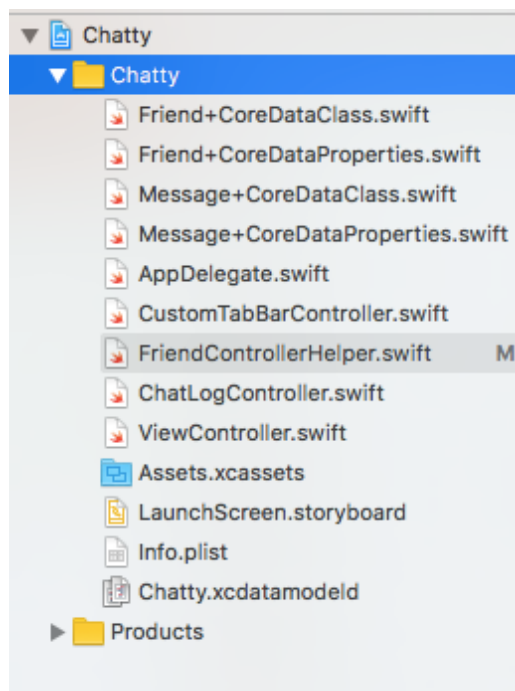 Chatty
Chatty
Friend+CoreDataClass.swift
Friend+CoreDataProperties.swift
Message+CoreDataClass.swift
Message+CoreDataProperties.swift
AppDelegate.swift
CustomTabBarController.swift
FriendControllerHelper.swift M
ChatLogController.swift
ViewController.swift
Assets.xcassets
LaunchScreen.storyboard
Info.plist
Chatty.xcdatamodeld
Products